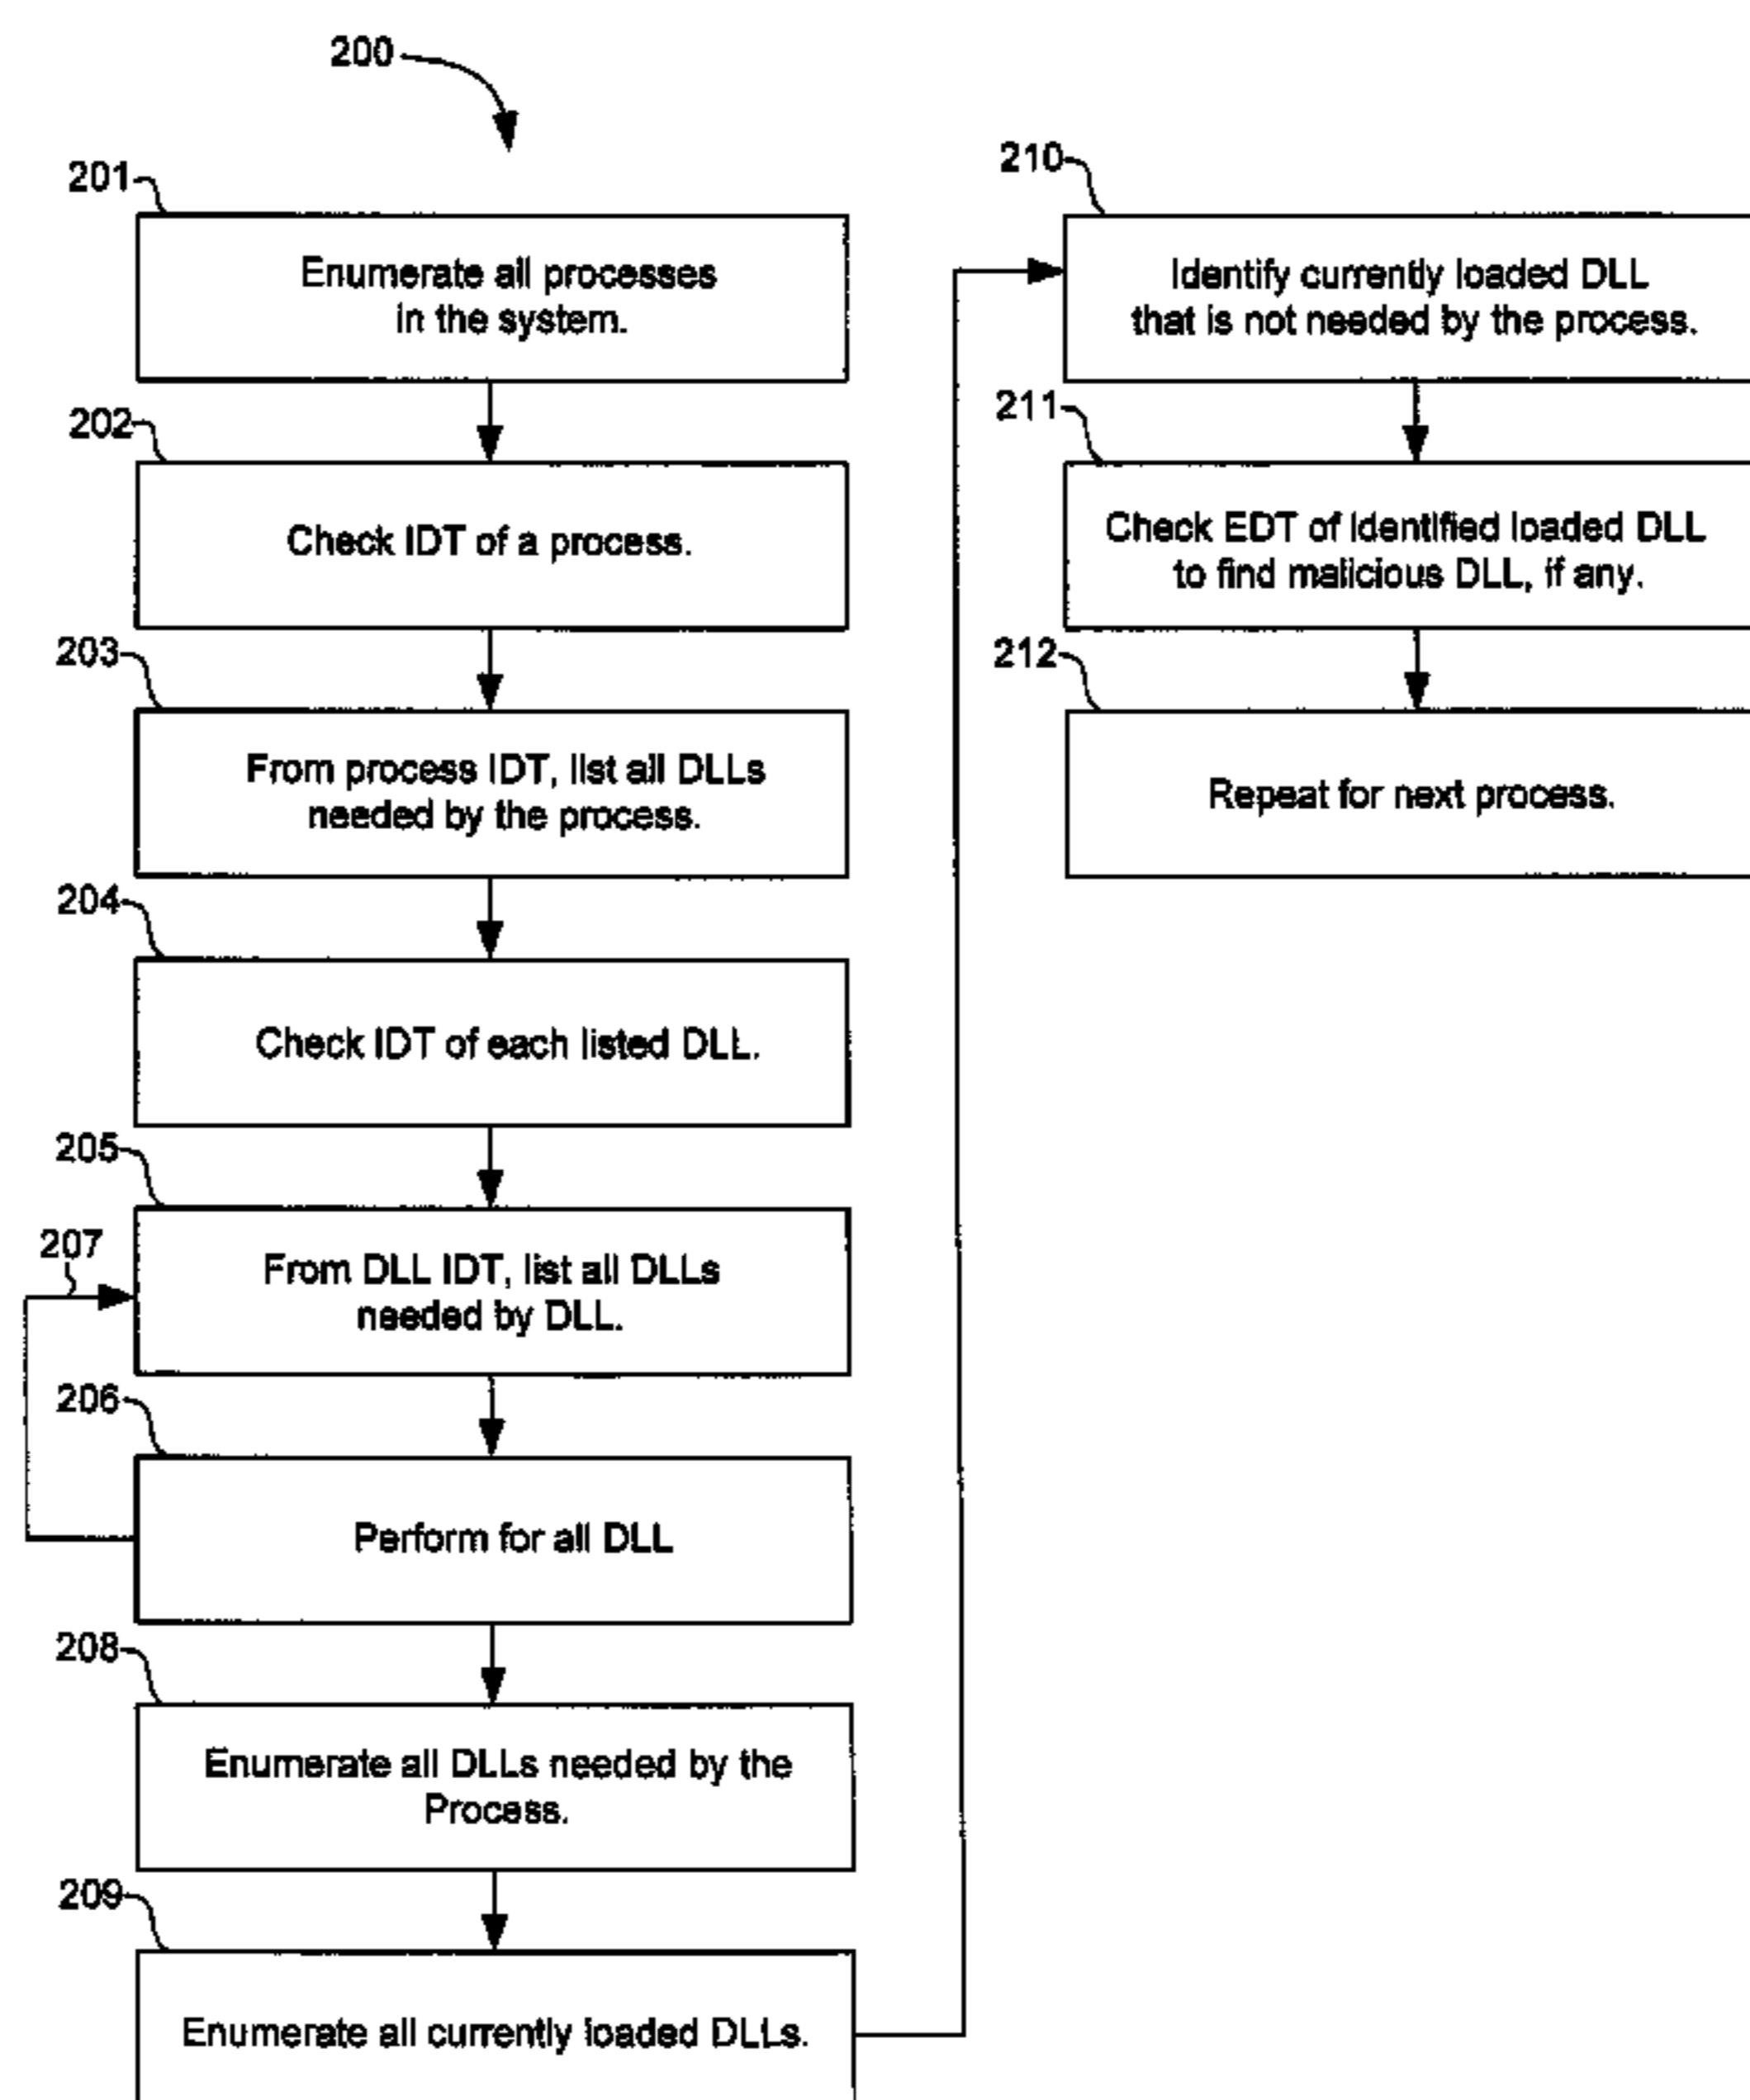 200
201
Enumerate all processes
in the system.
202
Check IDT of a process.
203
From process IDT, list all DLLs
needed by the process.
204
Check IDT of each listed DLL.
205
207
From DLL IDT, list all DLLs
needed by DLL.
206
Perform for all DLL
208
Enumerate all DLLs needed by the
Process.
209
Enumerate all currently loaded DLLs.
210
Identify currently loaded DLL
that is not needed by the process.
211
Check EDT of identified loaded DLL
to find malicious DLL, if any.
212
Repeat for next process.